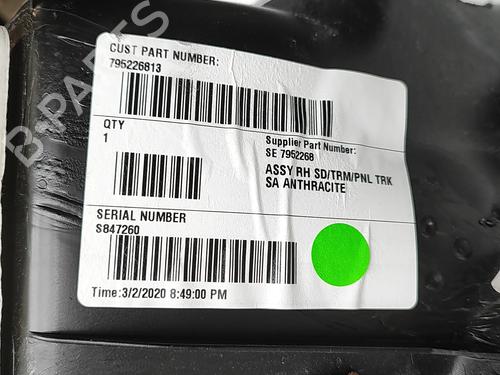 CUST PART NUMBER:
795226813
QTY
1
Supplier Part Number:
SE 7952268
ASSY RH SD/TRM/PNL TRK
SA ANTHRACITE
SERIAL NUMBER
S847260
Time:3/2/2020 8:49:00 PM
B-PARTS